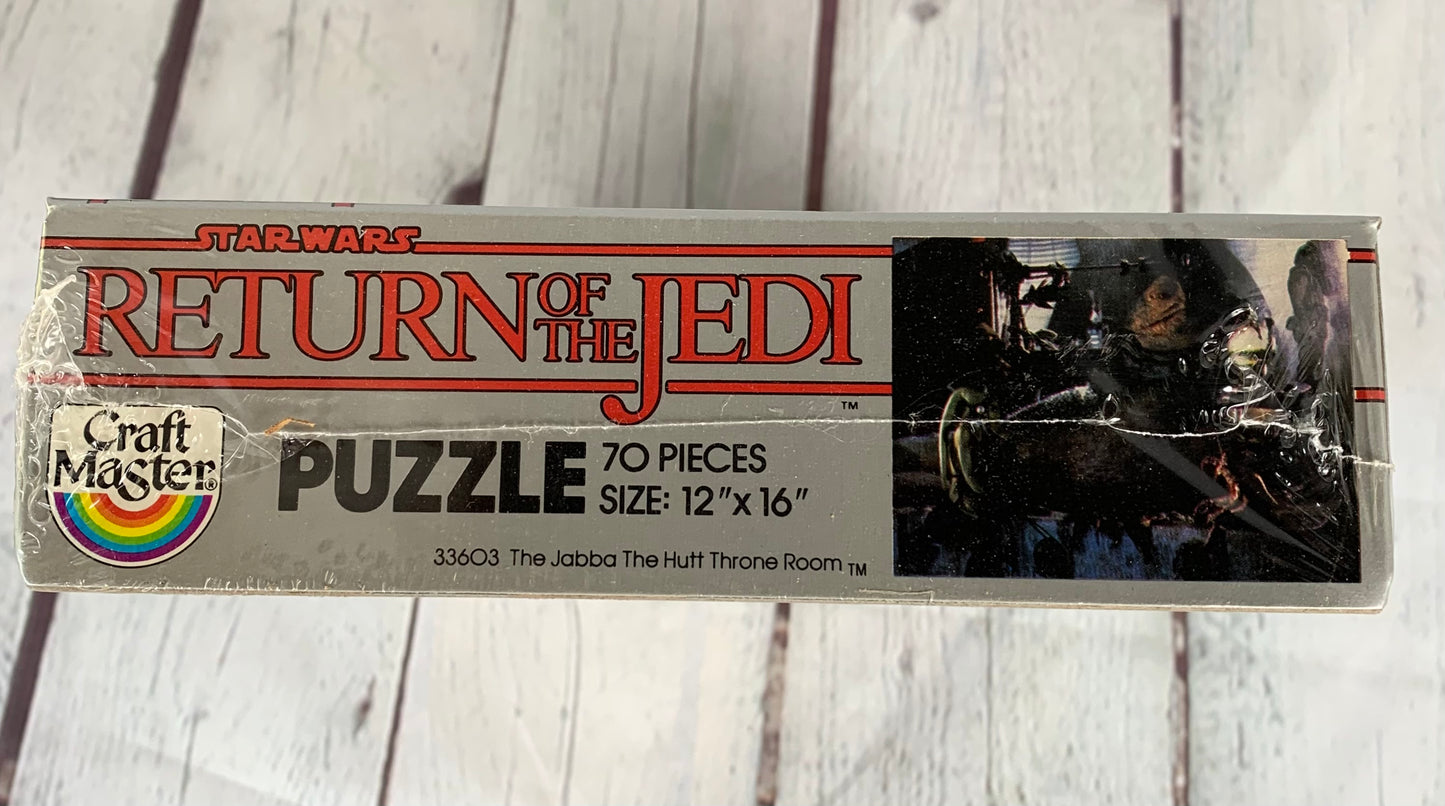 STAR WARS
RETURN OF THE JEDI
TM
Craft
Master®
PUZZLE
70 PIECES
SIZE: 12"x 16"
33603 The Jabba The Hutt Throne Room TM